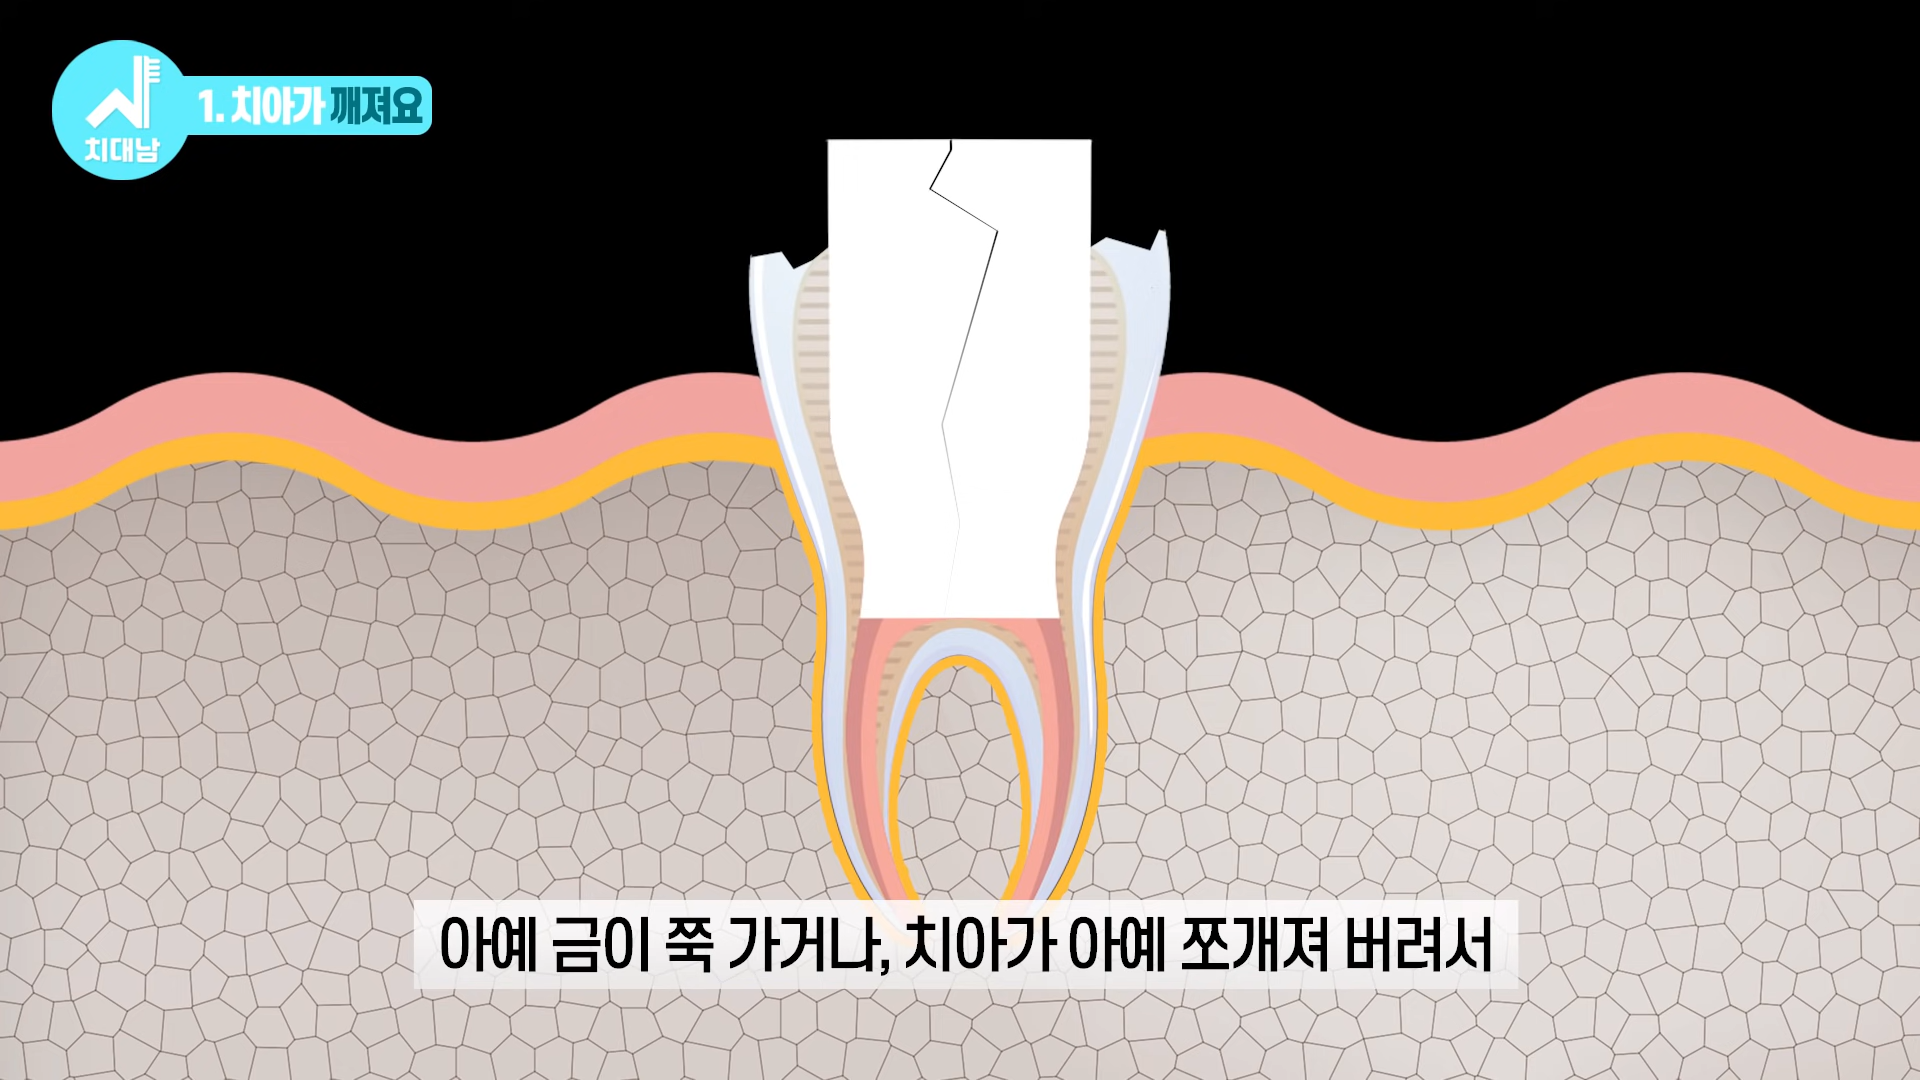 1. 치아가 깨져요
치대남
아예 금이 쭉 가거나, 치아가 아예 쪼개져 버려서